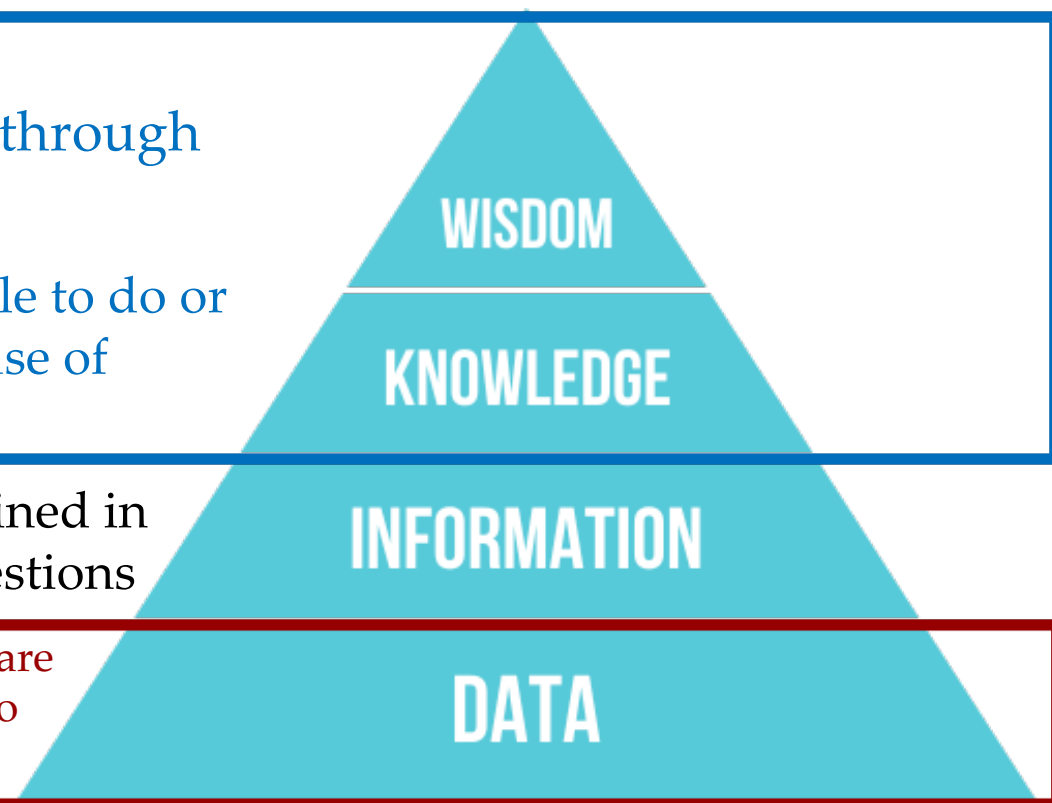 through
WISDOM
le to do or
se of
KNOWLEDGE
ined in
INFORMATION
estions
are
o
DATA